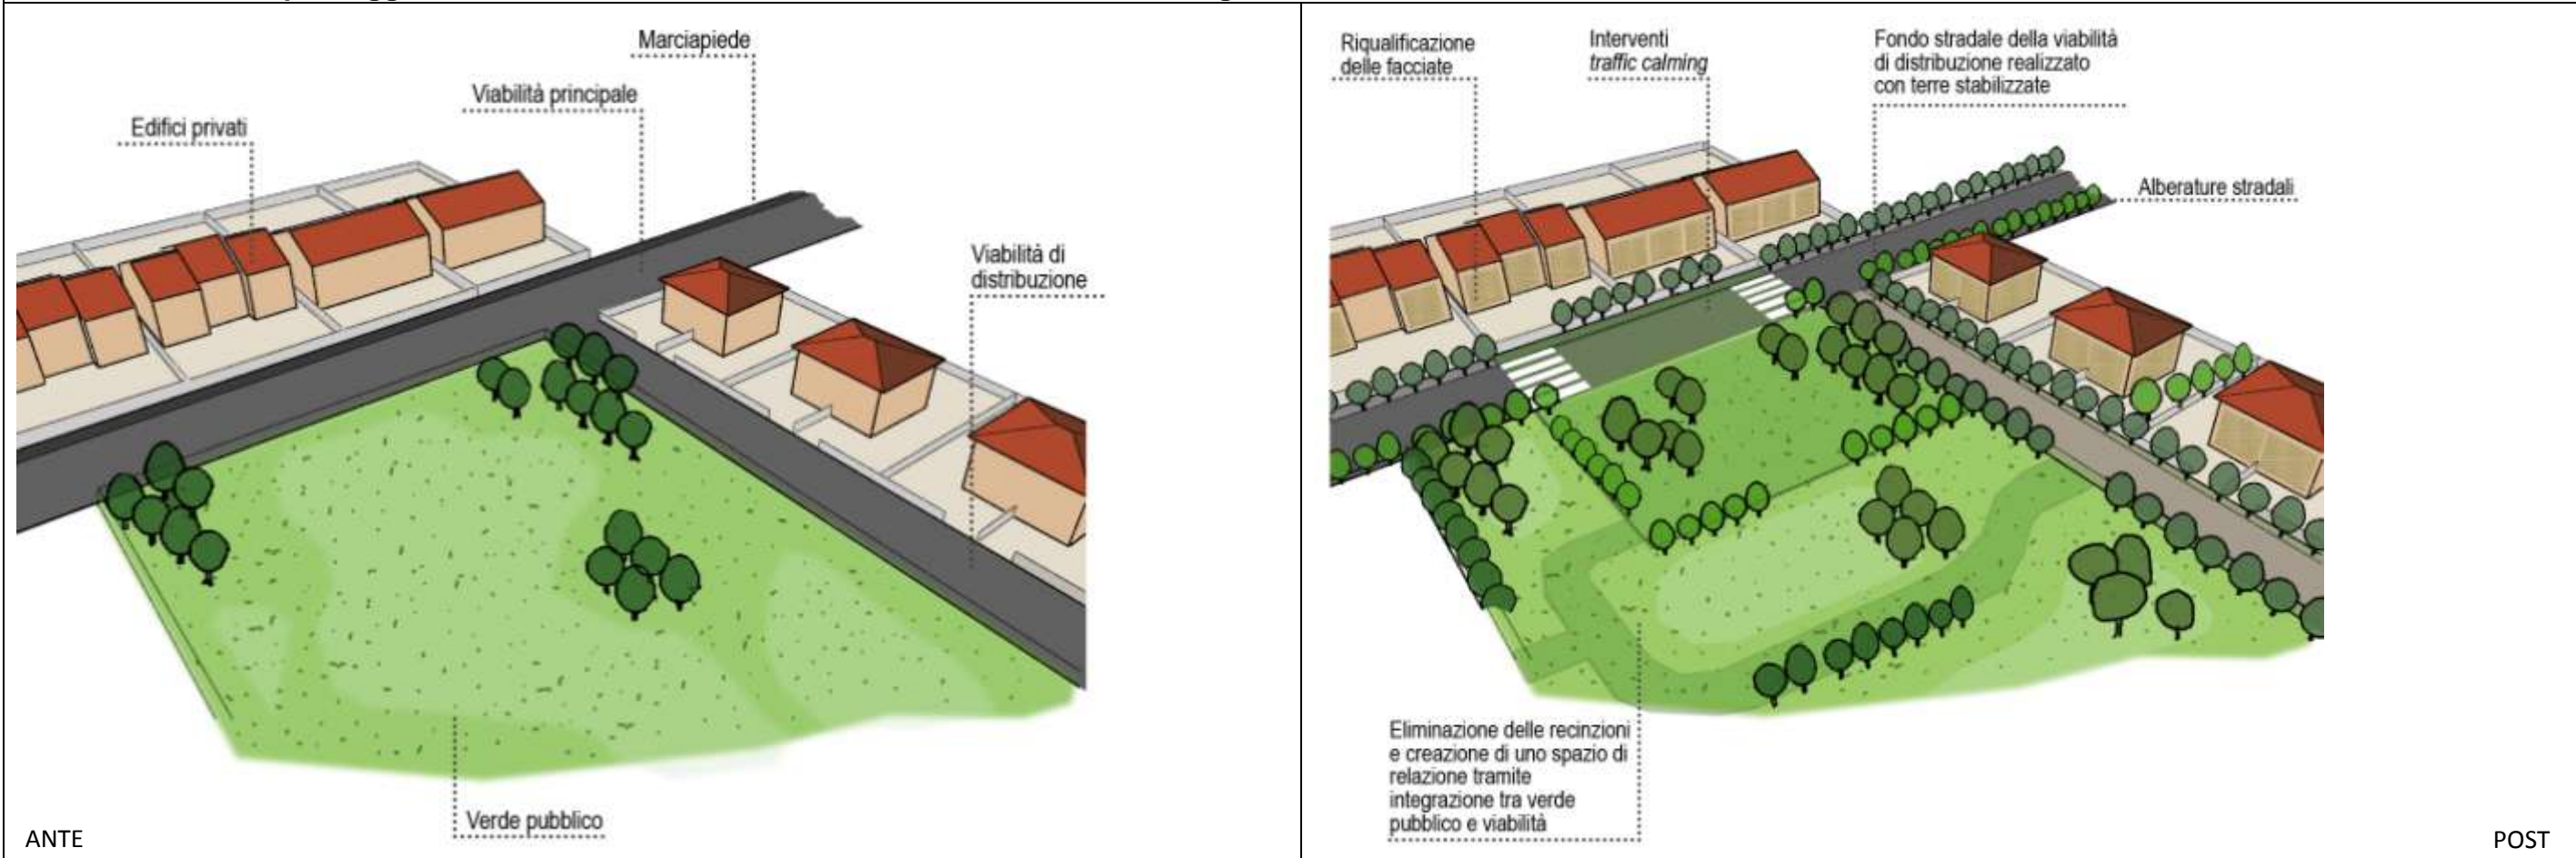 Marciapiede
Viabilità principale
Edifici privati
Viabilità di
distribuzione
Verde pubblico
ANTE
Riqualificazione
delle facciate
Interventi
traffic calming
Fondo stradale della viabilità
di distribuzione realizzato
con terre stabilizzate
Alberature stradali
Eliminazione delle recinzioni
e creazione di uno spazio di
relazione tramite
integrazione tra verde
pubblico e viabilità
POST